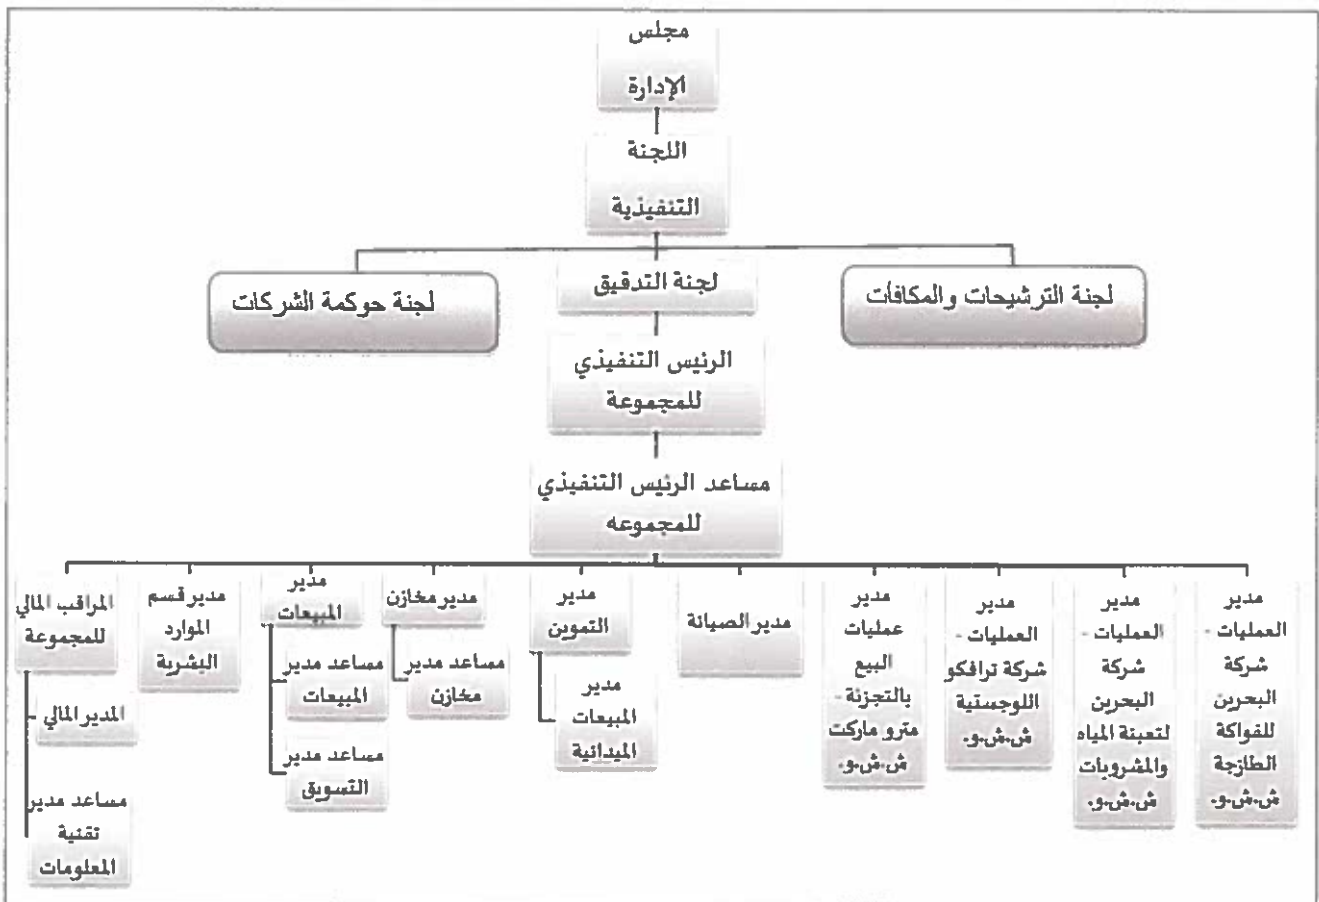 مجلس
الإدارة
اللجنة
التنفيذية
لجنة الترشيحات والمكافأت
لجنة التدقيق
لجنة حوكمة الشركات
الرئيس التنفيذي
للمجموعة
مساعد الرئيس التنفيذي
للمجموعه
مدير
العمليات -
شركة
البحرين
للفواكة
الطازجة
ش.ش.و.
مدير
العمليات -
شركة
البحرين
لتعبئة المياه
والمشروبات
ش.ش.و.
مدير
العمليات -
شركة ترافكو
اللوجستية
ش.ش.و.
مدير
عمليات
البيع
بالتجزئة -
مترو ماركت
ش.ش.و.
مدير الصيانة
مدير
التموين
مدير
المبيعات
الميدانية
مدير مخازن
مساعد مدير
مخازن
مدير
المبيعات
مساعد مدير
المبيعات
مساعد مدير
التسويق
مدير قسم
الموارد
البشرية
المراقب المالي
للمجموعة
المدير المالي
مساعد مدير
تقنية
المعلومات